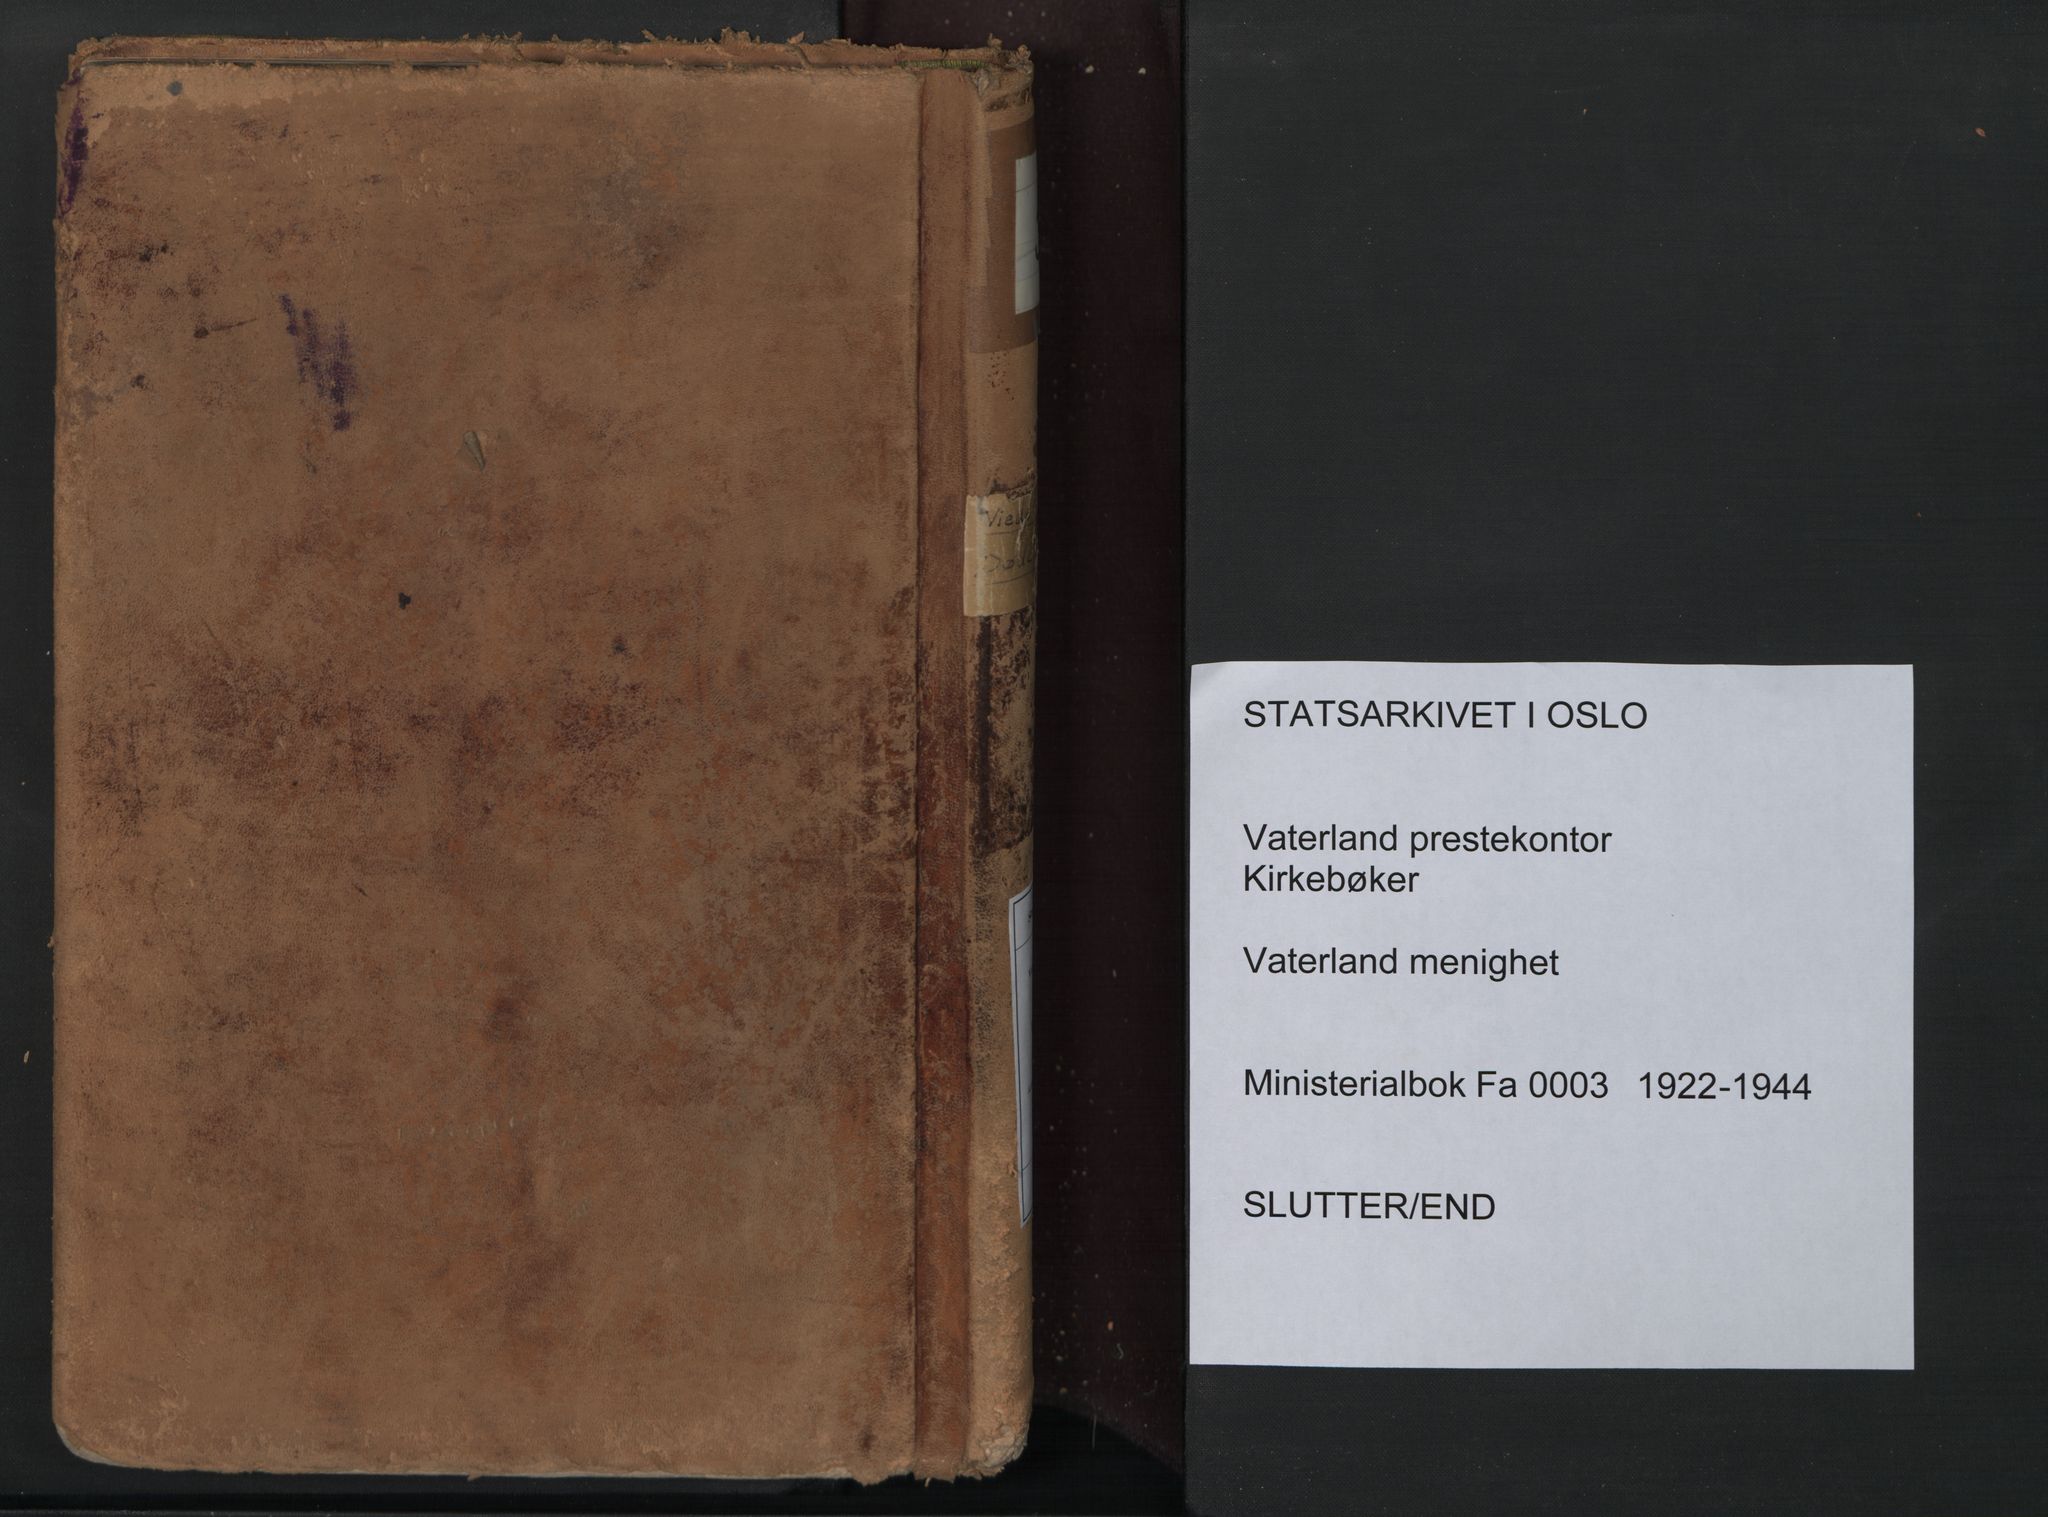 STATSARKIVET I OSLO
Vaterland prestekontor
Kirkebøker
Vaterland menighet
Ministerialbok Fa 0003 1922-1944
SLUTTER/END